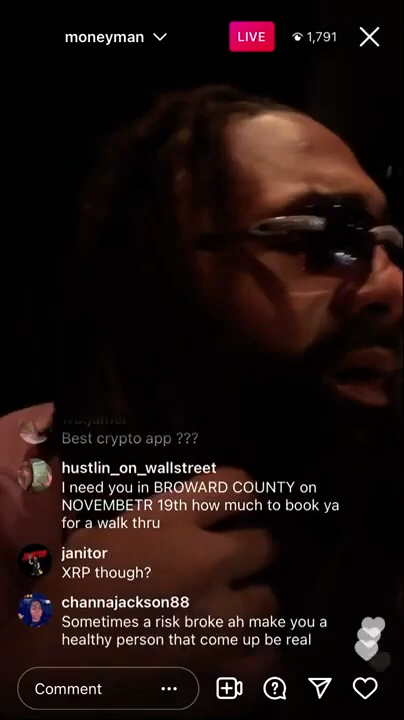 moneyman
LIVE
1,791
Best crypto app ???
hustlin_on_wallstreet
I need you in BROWARD COUNTY on
NOVEMBETR 19th how much to book ya
for a walk thru
janitor
XRP though?
channajackson88
Sometimes a risk broke ah make you a
healthy person that come up be real
Comment